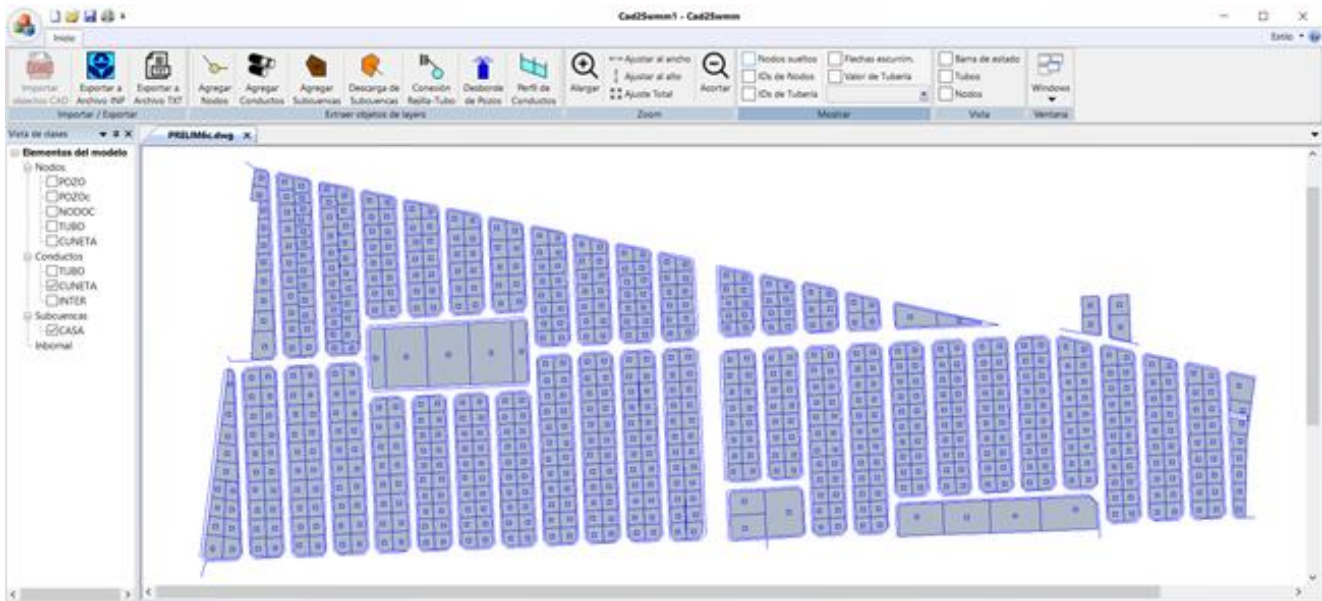 Cad2Swmm1 - Cad2Swmm
Inicio
Estilo
Importar objectos CAD
Exportar a Archivo INP
Exportar a Archivo TXT
Importar / Exportar
Agregar Nodos
Agregar Conductos
Agregar Subcuencas
Descarga de Subcuencas
Conexión Rejilla-Tubo
Desborde de Pozos
Perfil de Conductos
Extraer objetos de layers
Alargar
Ajustar al ancho
Ajustar al alto
Ajuste Total
Acortar
Zoom
Nodos sueltos
IDs de Nodos
IDs de Tubería
Flechas escurrim.
Valor de Tubería
Mostrar
Barra de estado
Tubos
Nodos
Vista
Windows
Ventana
Vista de clases
PRELIM6c.dwg
Elementos del modelo
Nodos
POZO
POZOc
NODOC
TUBO
CUNETA
Conductos
TUBO
CUNETA
INTER
Subcuencas
CASA
Inbornal